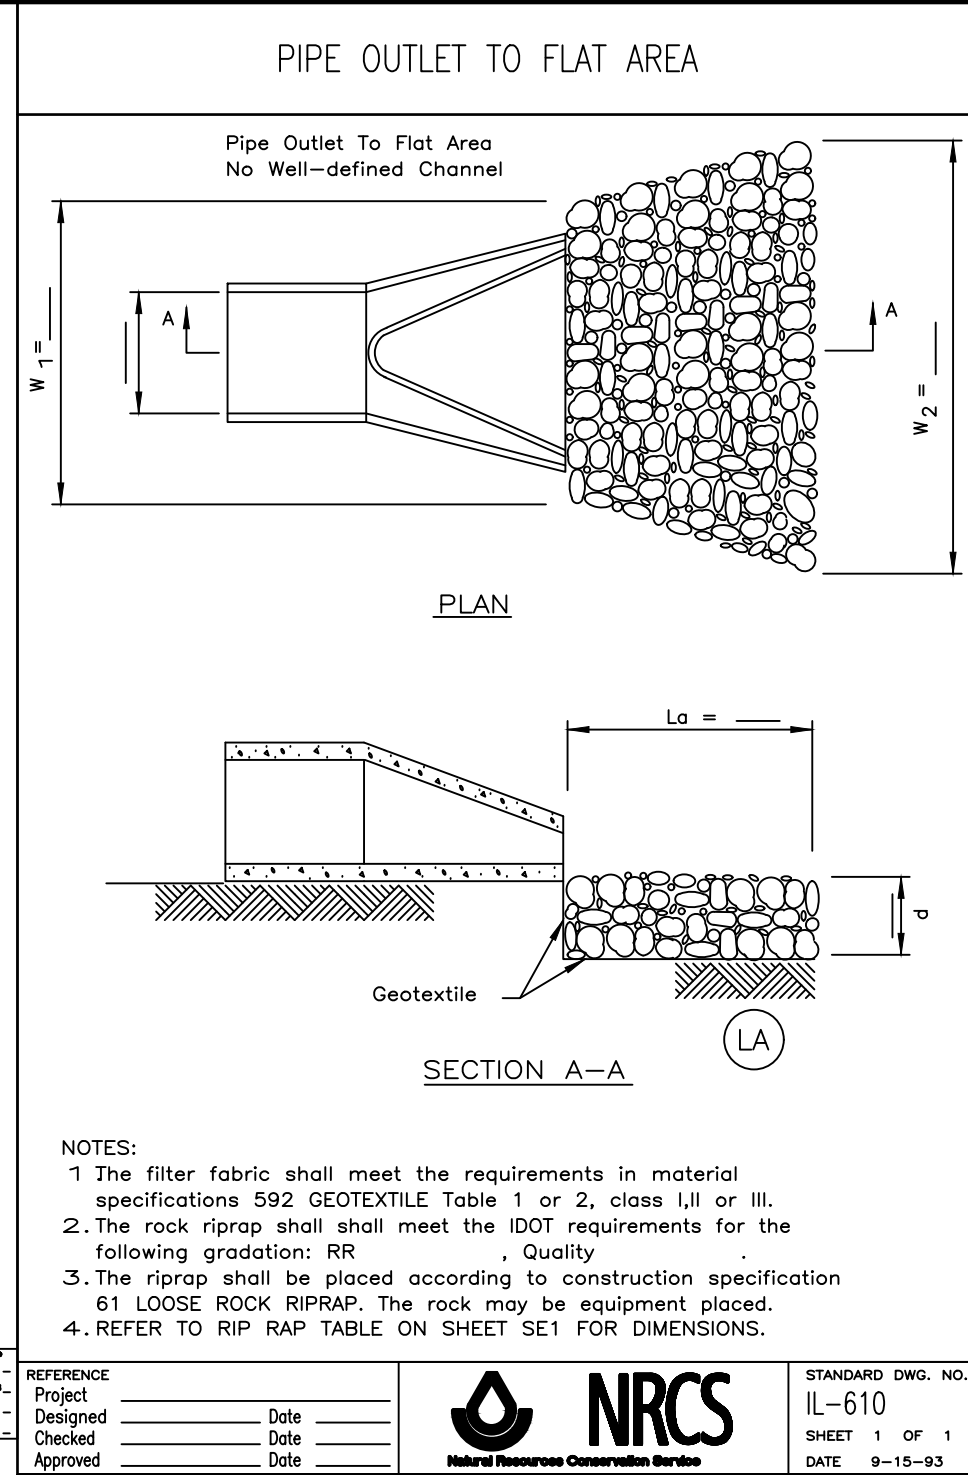 PIPE OUTLET TO FLAT AREA
Pipe Outlet To Flat Area
No Well-defined Channel
W1 = ____
A
A
W2 = ____
PLAN
La = ____
d
Geotextile
LA
SECTION A-A
NOTES:
1 The filter fabric shall meet the requirements in material
specifications 592 GEOTEXTILE Table 1 or 2, class I,II or III.
2. The rock riprap shall shall meet the IDOT requirements for the
following gradation: RR , Quality .
3. The riprap shall be placed according to construction specification
61 LOOSE ROCK RIPRAP. The rock may be equipment placed.
4. REFER TO RIP RAP TABLE ON SHEET SE1 FOR DIMENSIONS.
REFERENCE
Project
Designed Date
Checked Date
Approved Date
NRCS
Natural Resources Conservation Service
STANDARD DWG. NO.
IL-610
SHEET 1 OF 1
DATE 9-15-93